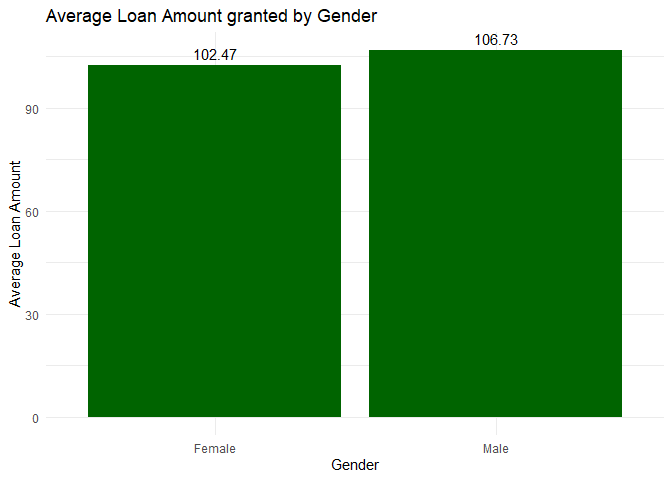 Average Loan Amount granted by Gender
106.73
102.47
90
60
30
0
Average Loan Amount
Female Male
Gender